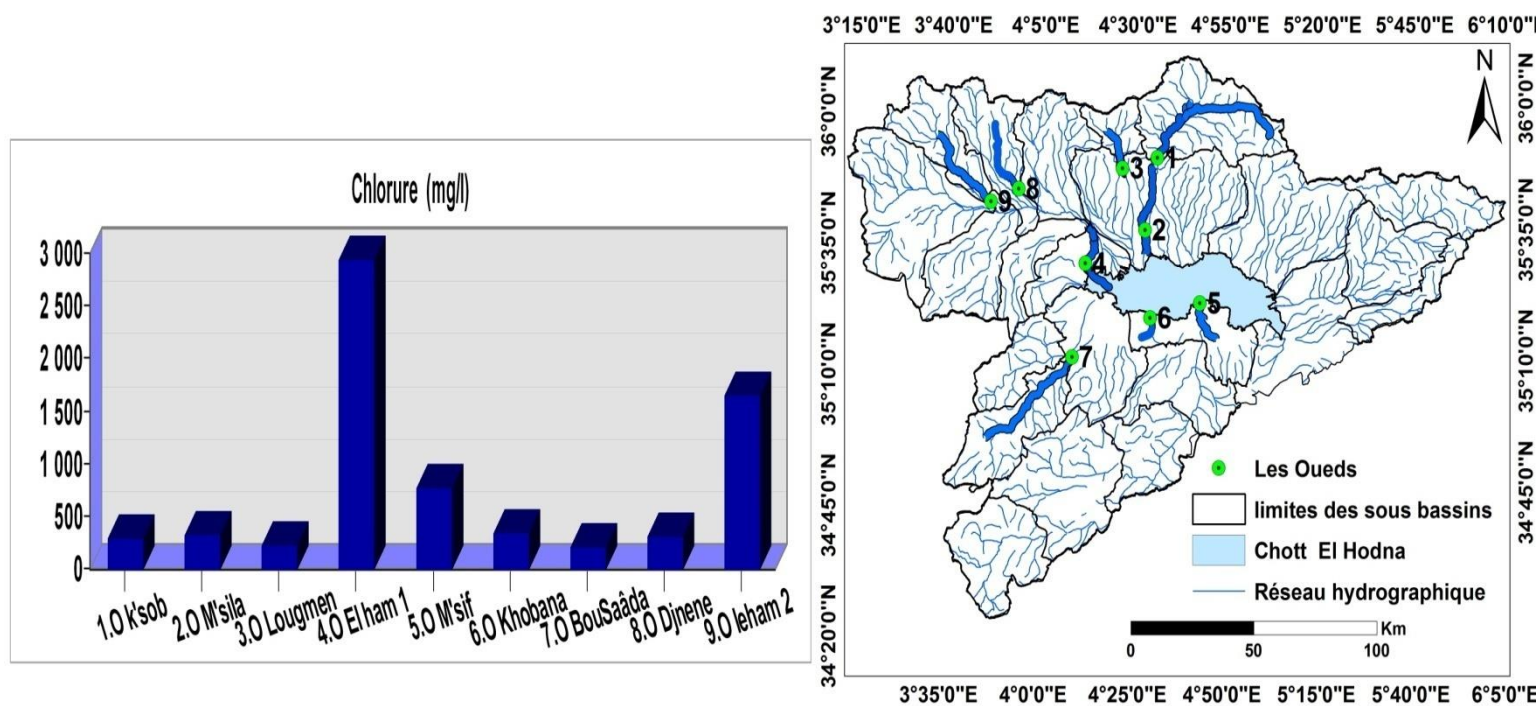 Chlorure (mg/l)
3 000
2 500
2 000
1 500
1 000
500
0
1.O k'sob
2.O M'sila
3.O Lougmen
4.O El ham 1
5.O M'sif
6.O Khobana
7.O BouSaâda
8.O Djnene
9.O leham 2
3°15'0"E 3°40'0"E 4°5'0"E 4°30'0"E 4°55'0"E 5°20'0"E 5°45'0"E 6°10'0"E
36°0'0"N
35°35'0"N
35°10'0"N
34°45'0"N
34°20'0"N
N
1
3
8
9
2
4
5
6
7
Les Oueds
limites des sous bassins
Chott El Hodna
Réseau hydrographique
Km
0 50 100
36°0'0"N
35°35'0"N
35°10'0"N
34°45'0"N
34°20'0"N
3°35'0"E 4°0'0"E 4°25'0"E 4°50'0"E 5°15'0"E 5°40'0"E 6°5'0"E